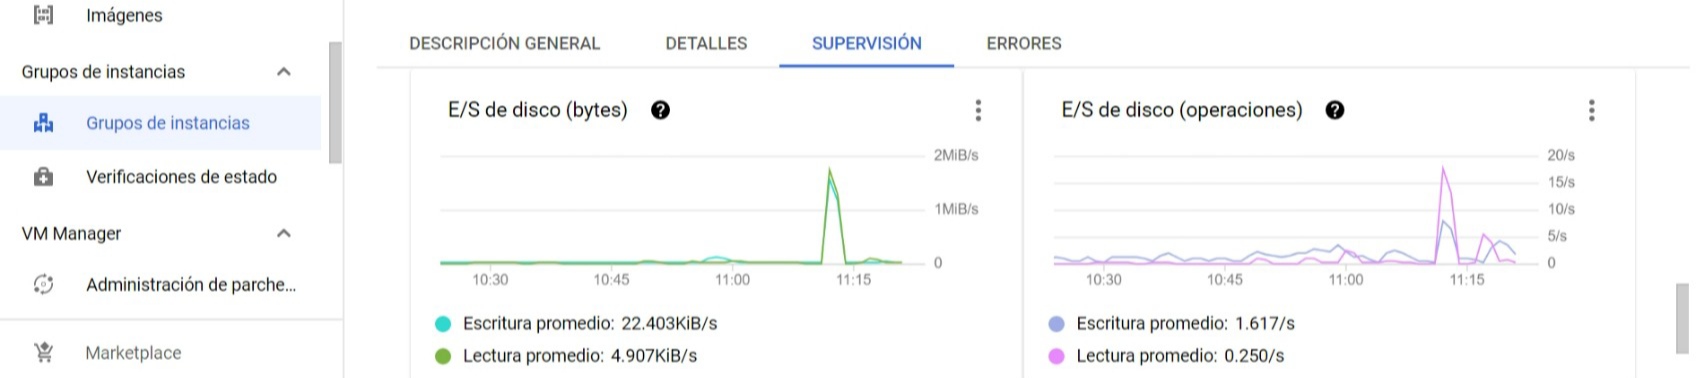 Imágenes
Grupos de instancias
Grupos de instancias
Verificaciones de estado
VM Manager
Administración de parche...
Marketplace
DESCRIPCIÓN GENERAL DETALLES SUPERVISIÓN ERRORES
E/S de disco (bytes) ?
2MiB/s
1MiB/s
0
10:30 10:45 11:00 11:15
Escritura promedio: 22.403KiB/s
Lectura promedio: 4.907KiB/s
E/S de disco (operaciones) ?
20/s
15/s
10/s
5/s
0
10:30 10:45 11:00 11:15
Escritura promedio: 1.617/s
Lectura promedio: 0.250/s